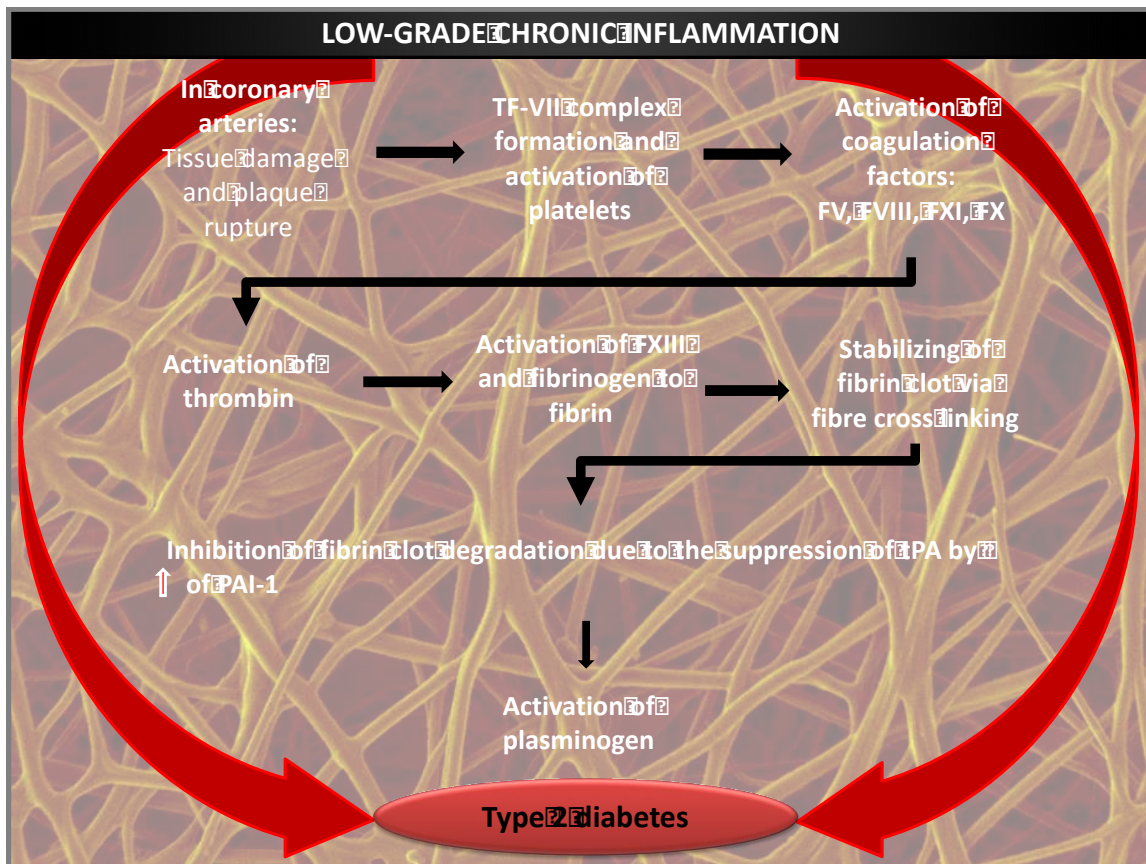 LOW-GRADE CHRONIC INFLAMMATION
In coronary
arteries:
Tissue damage
and plaque
rupture
TF-VII complex
formation and
activation of
platelets
Activation of
coagulation
factors:
FV, FVIII, FXI, FX
Activation of
thrombin
Activation of FXIII
and fibrinogen to
fibrin
Stabilizing of
fibrin clot via
fibre cross linking
Inhibition of fibrin clot degradation due to the suppression of tPA by
⇑ of PAI-1
Activation of
plasminogen
Type 2 diabetes